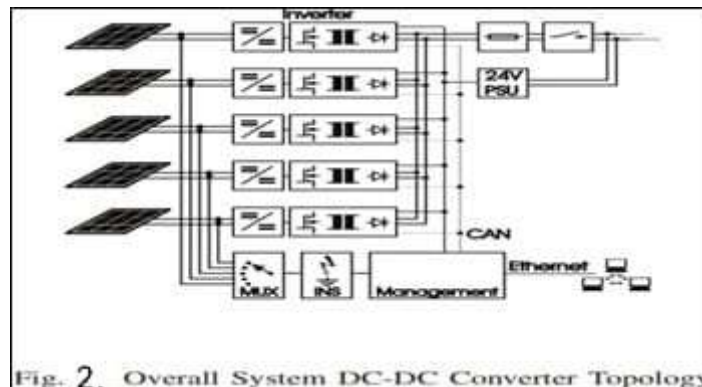 Inverter
24V
PSU
CAN
Ethernet
MUX
INS
Management
Fig. 2. Overall System DC-DC Converter Topology